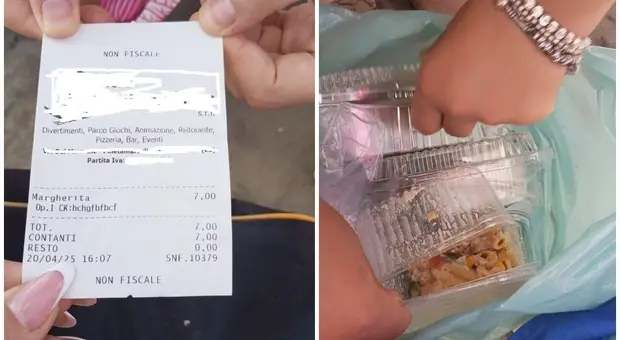 NON FISCALE
S.r.l.
Divertimenti, Parco Giochi, Animazione, Ristorante,
Pizzeria, Bar, Eventi
Partita Iva:
Margherita 7,00
Op.I CK:hchgfbfbcf
TOT. 7,00
CONTANTI 7,00
RESTO 0,00
20/04/25 16:07 SNF.10379
NON FISCALE